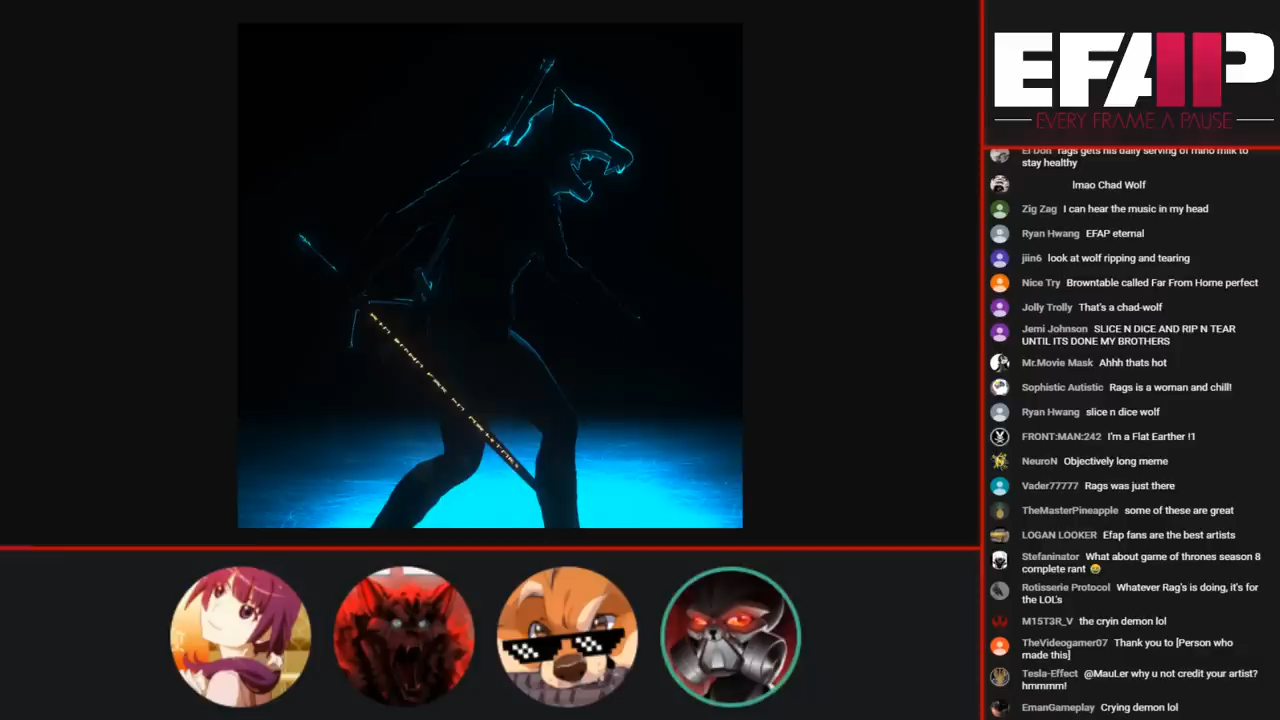 EFAP
EVERY FRAME A PAUSE
El Don rags gets his daily serving of mino milk to
stay healthy
lmao Chad Wolf
Zig Zag I can hear the music in my head
Ryan Hwang EFAP eternal
jiin6 look at wolf ripping and tearing
Nice Try Browntable called Far From Home perfect
Jolly Trolly That's a chad-wolf
Jemi Johnson SLICE N DICE AND RIP N TEAR
UNTIL ITS DONE MY BROTHERS
Mr.Movie Mask Ahhh thats hot
Sophistic Autistic Rags is a woman and chill!
Ryan Hwang slice n dice wolf
FRONT:MAN:242 I'm a Flat Earther !1
NeuroN Objectively long meme
Vader77777 Rags was just there
TheMasterPineapple some of these are great
LOGAN LOOKER Efap fans are the best artists
Stefaninator What about game of thrones season 8
complete rant 😅
Rotisserie Protocol Whatever Rag's is doing, it's for
the LOL's
M15T3R_V the cryin demon lol
TheVideogamer07 Thank you to [Person who
made this]
Tesla-Effect @MauLer why u not credit your artist?
hmmmm!
EmanGameplay Crying demon lol